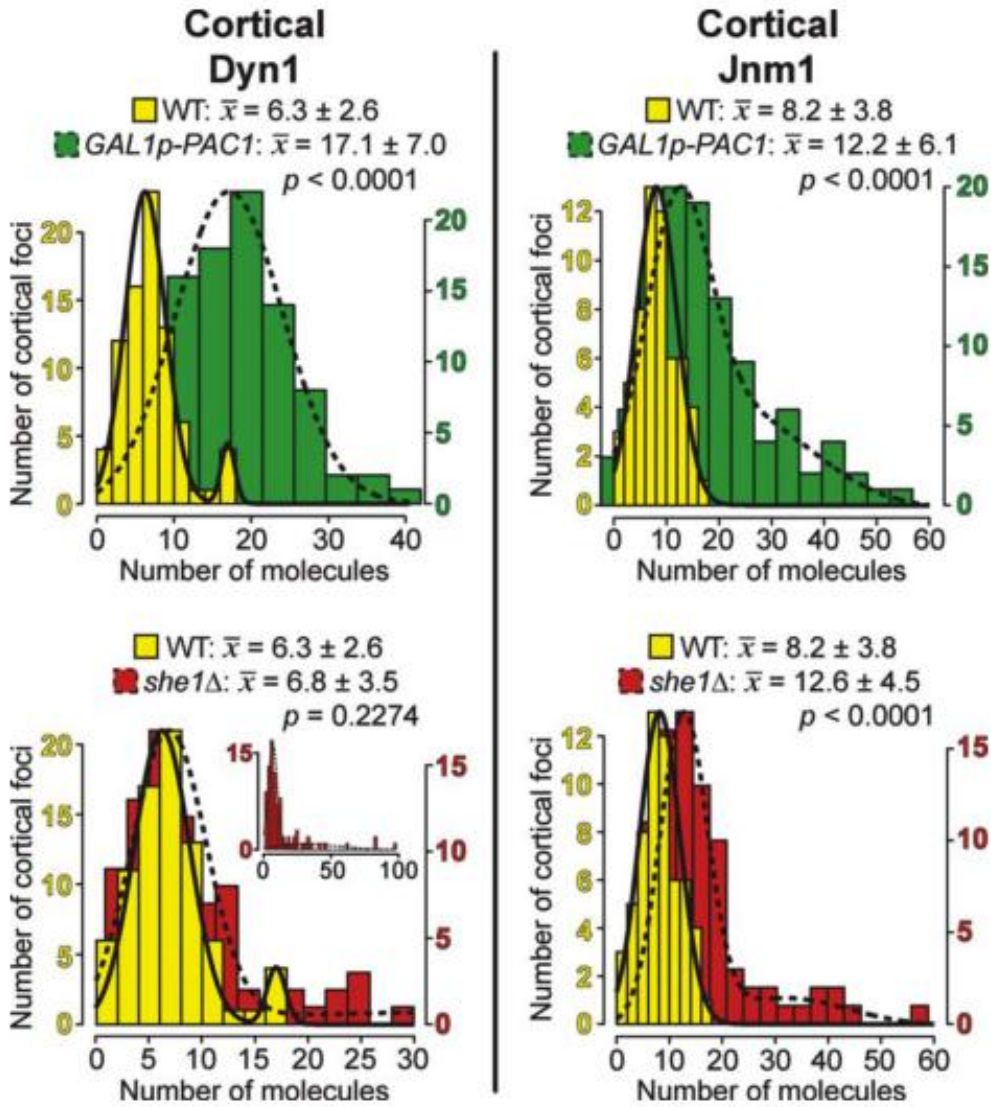 Cortical
Dyn1
WT: x̅ = 6.3 ± 2.6
GAL1p-PAC1: x̅ = 17.1 ± 7.0
p < 0.0001
Number of cortical foci
20
15
10
5
0
20
15
10
5
0
0 10 20 30 40
Number of molecules
Cortical
Jnm1
WT: x̅ = 8.2 ± 3.8
GAL1p-PAC1: x̅ = 12.2 ± 6.1
p < 0.0001
Number of cortical foci
12
10
8
6
4
2
0
20
15
10
5
0
0 10 20 30 40 50 60
Number of molecules
WT: x̅ = 6.3 ± 2.6
she1Δ: x̅ = 6.8 ± 3.5
p = 0.2274
Number of cortical foci
20
15
10
5
0
15
0
0 50 100
15
10
5
0
0 5 10 15 20 25 30
Number of molecules
WT: x̅ = 8.2 ± 3.8
she1Δ: x̅ = 12.6 ± 4.5
p < 0.0001
Number of cortical foci
12
10
8
6
4
2
0
15
10
5
0
0 10 20 30 40 50 60
Number of molecules